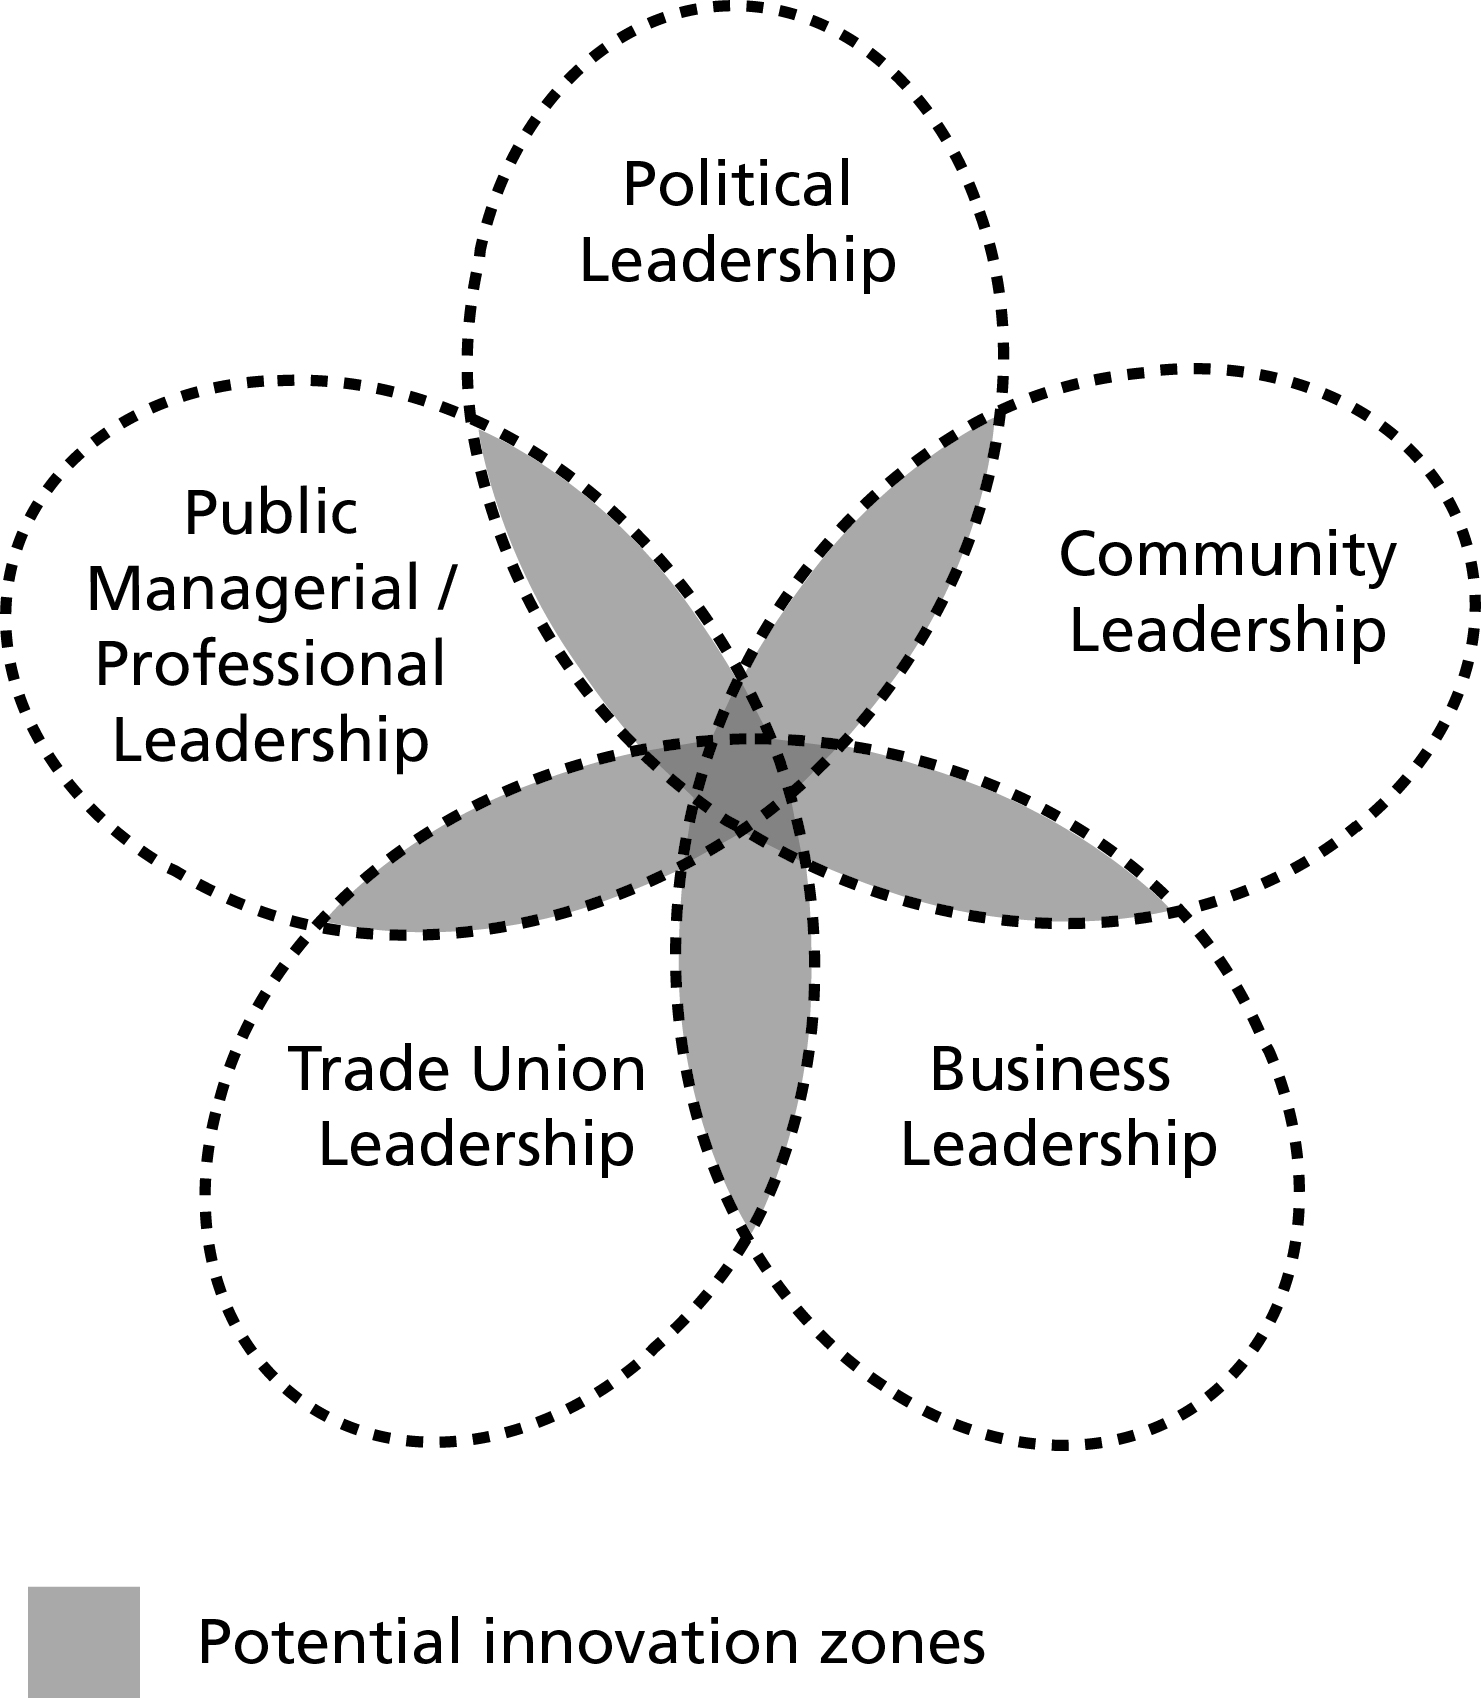 Political
Leadership
Public
Managerial /
Professional
Leadership
Community
Leadership
Trade Union
Leadership
Business
Leadership
Potential innovation zones